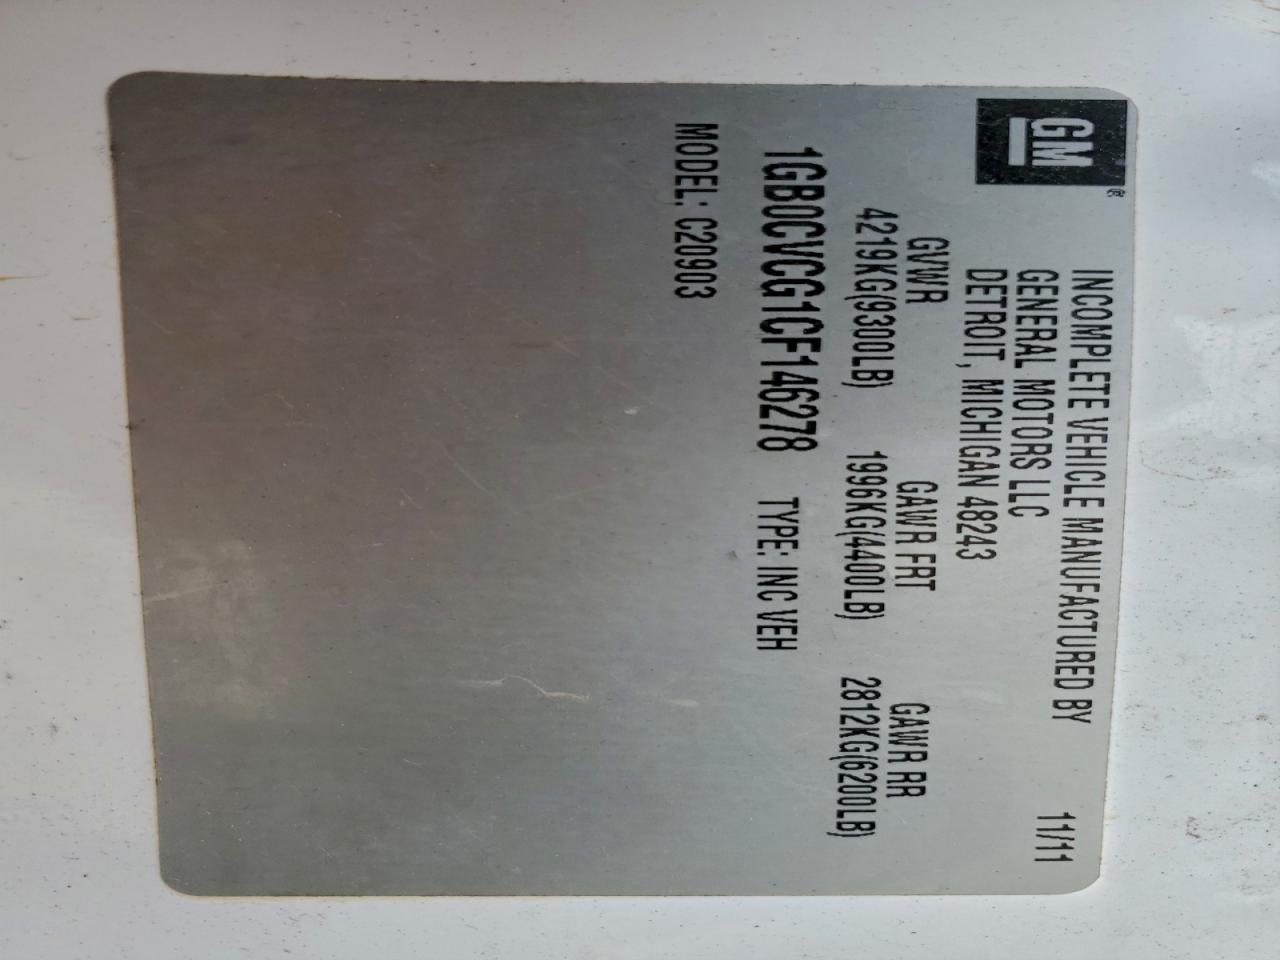 GM®
INCOMPLETE VEHICLE MANUFACTURED BY 11/11
GENERAL MOTORS LLC
DETROIT, MICHIGAN 48243
GVWR GAWR FRT GAWR RR
4219KG(9300LB) 1996KG(4400LB) 2812KG(6200LB)
1GB0CVCG1CF146278 TYPE: INC VEH
MODEL: C20903